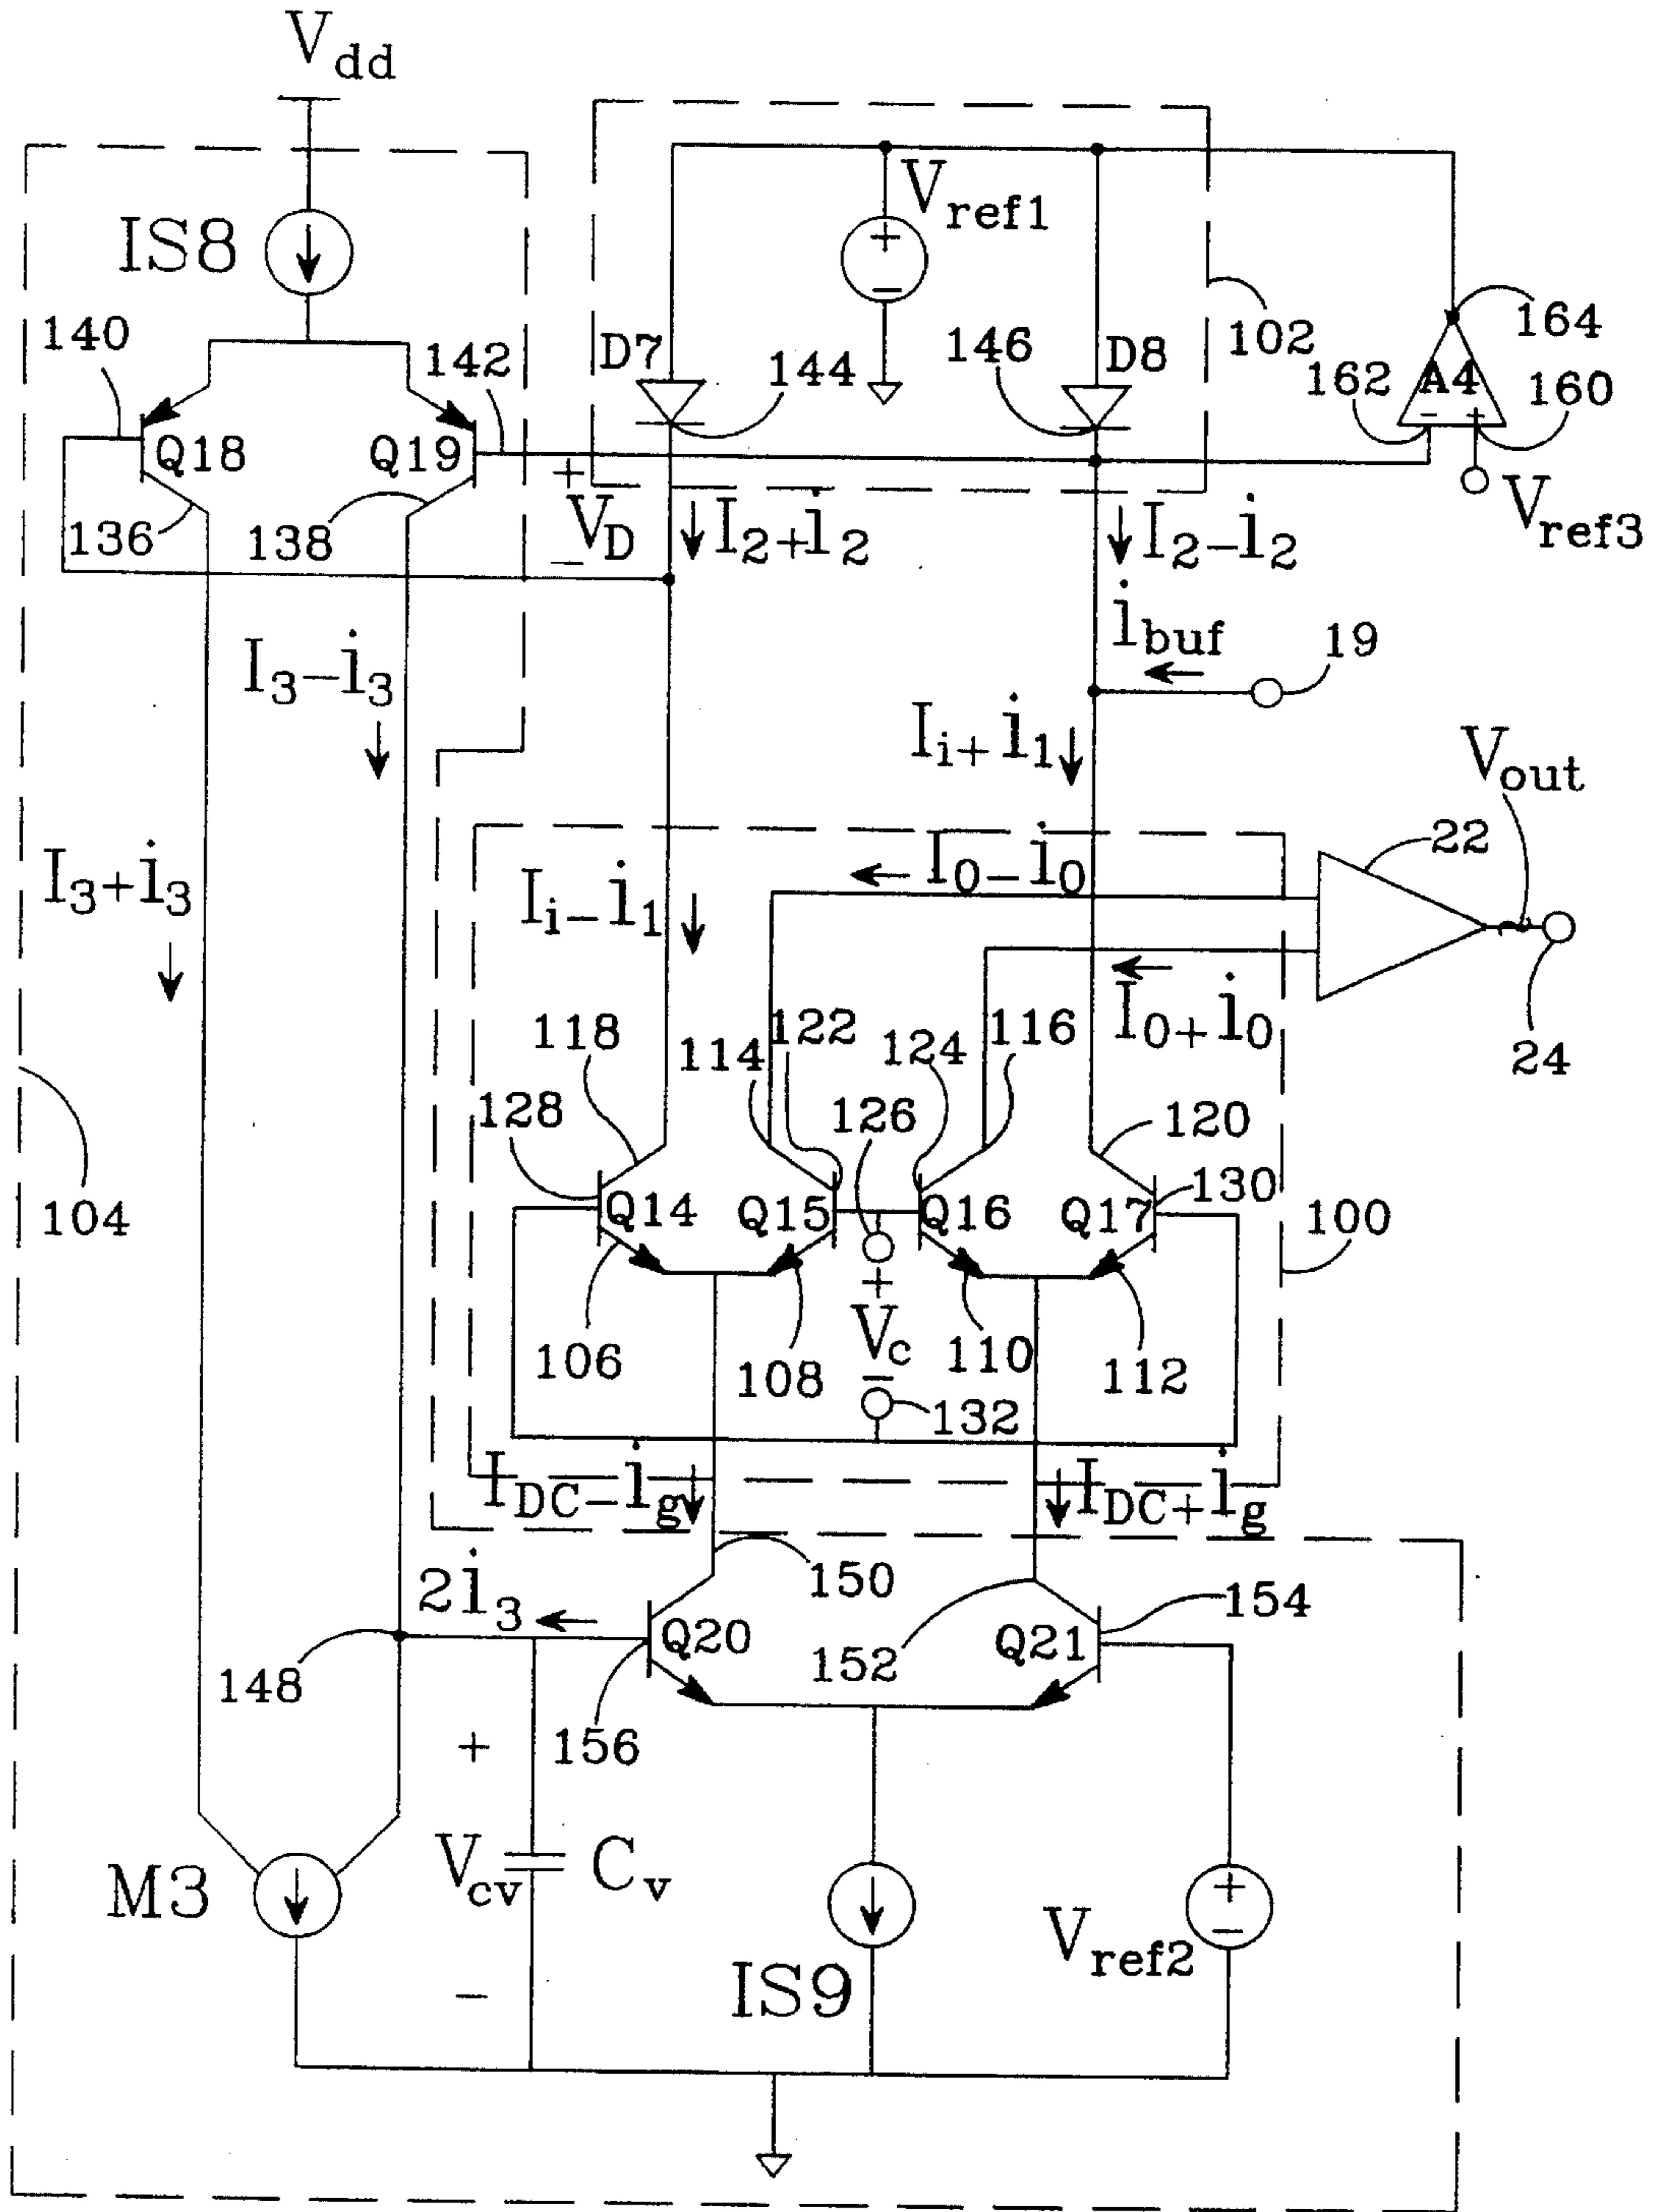 Vdd
IS8
Vref1
140
142
D7
144
146
D8
102
162
A4
164
160
Q18
Q19
+
VD
-
136
138
I2+i2
I2-i2
Vref3
ibuf
19
I3-i3
Ii+i1
Vout
I3+i3
Ii-i1
I0-i0
22
I0+i0
24
118
114
122
124
116
128
126
120
104
Q14
Q15
Q16
Q17
130
100
+
Vc
-
106
108
110
112
132
IDC-ig
IDC+ig
2i3
150
154
Q20
Q21
148
152
156
+
M3
Vcv
Cv
Vref2
-
IS9